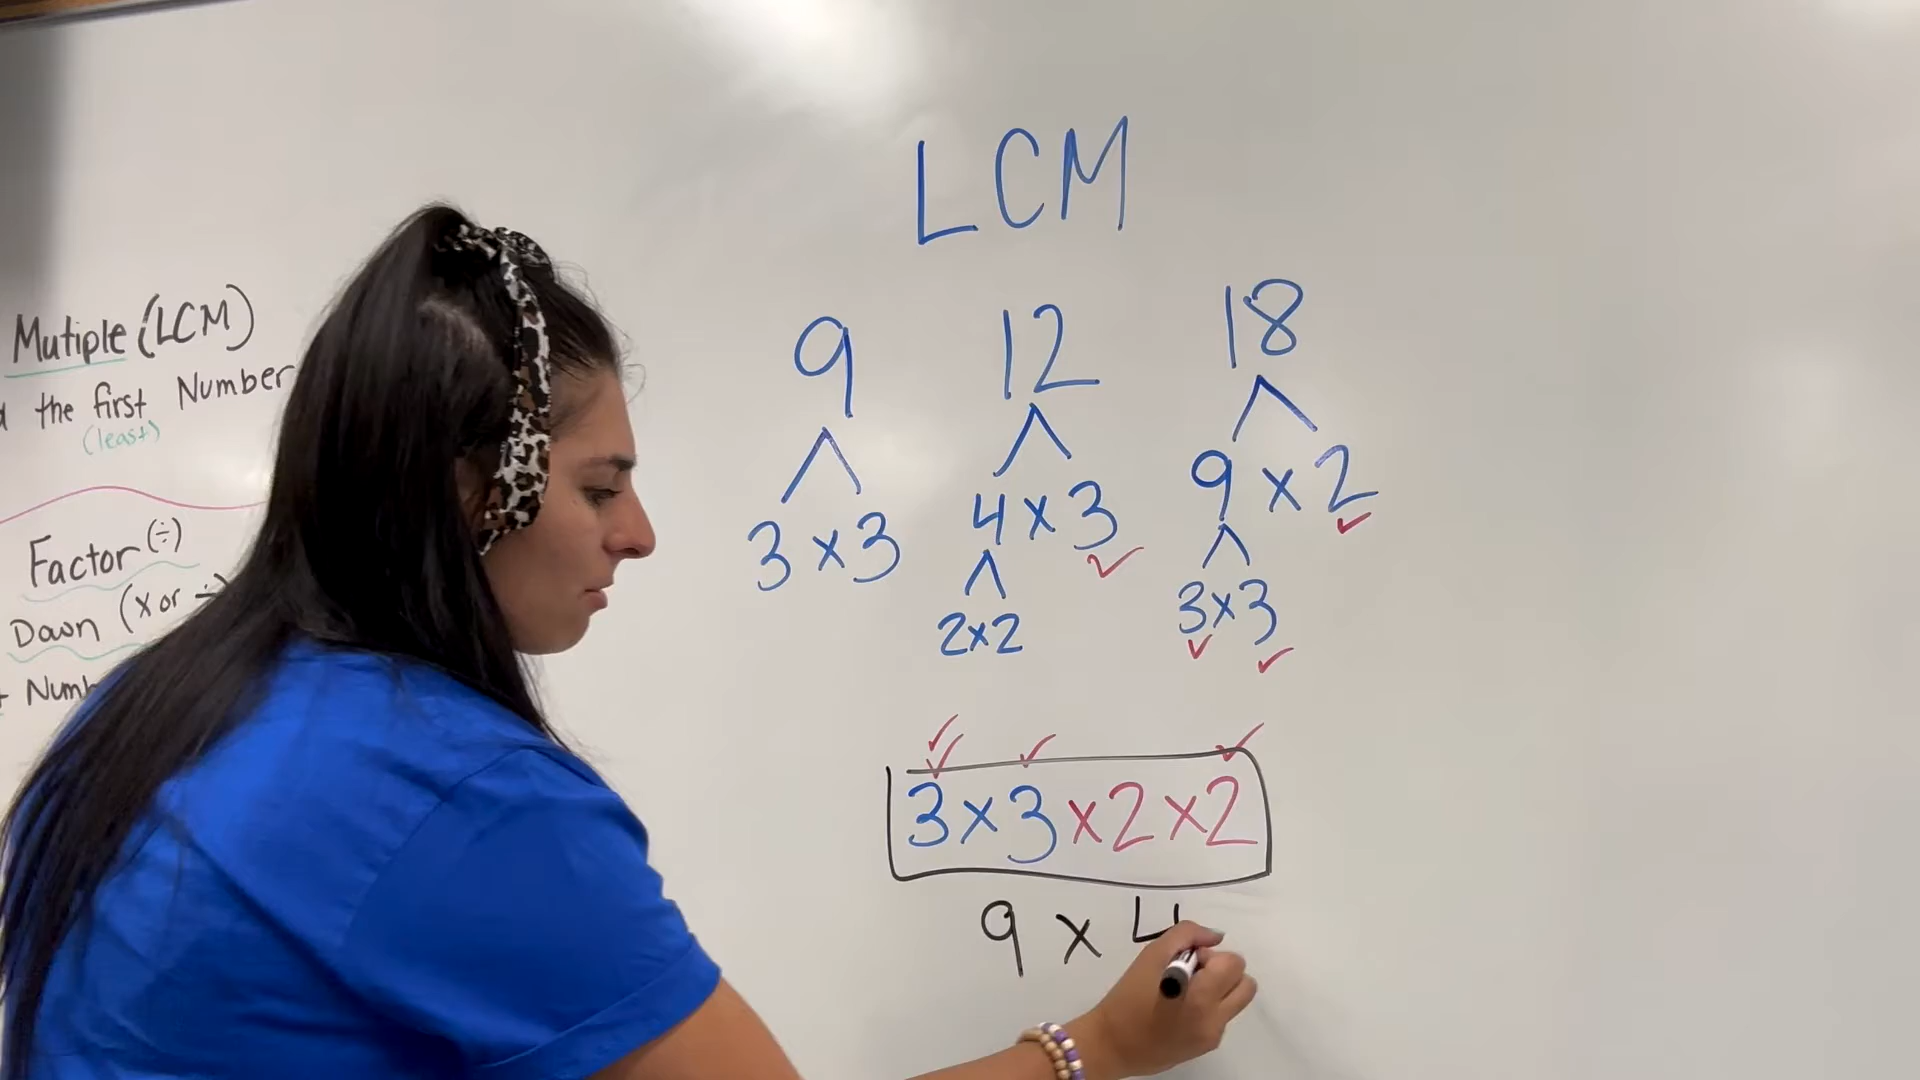 Mutiple (LCM)
the first Number
(least)
Factor (÷)
Down (x or ÷)
Numb
LCM
9 12 18
3 x 3 4 x 3 9 x 2
2x2 3x3
3 x 3 x 2 x 2
9 x 4